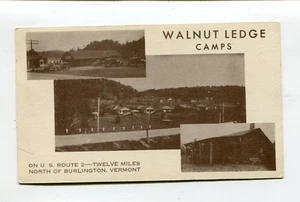 WALNUT LEDGE
CAMPS
ON U. S. ROUTE 2—TWELVE MILES
NORTH OF BURLINGTON, VERMONT